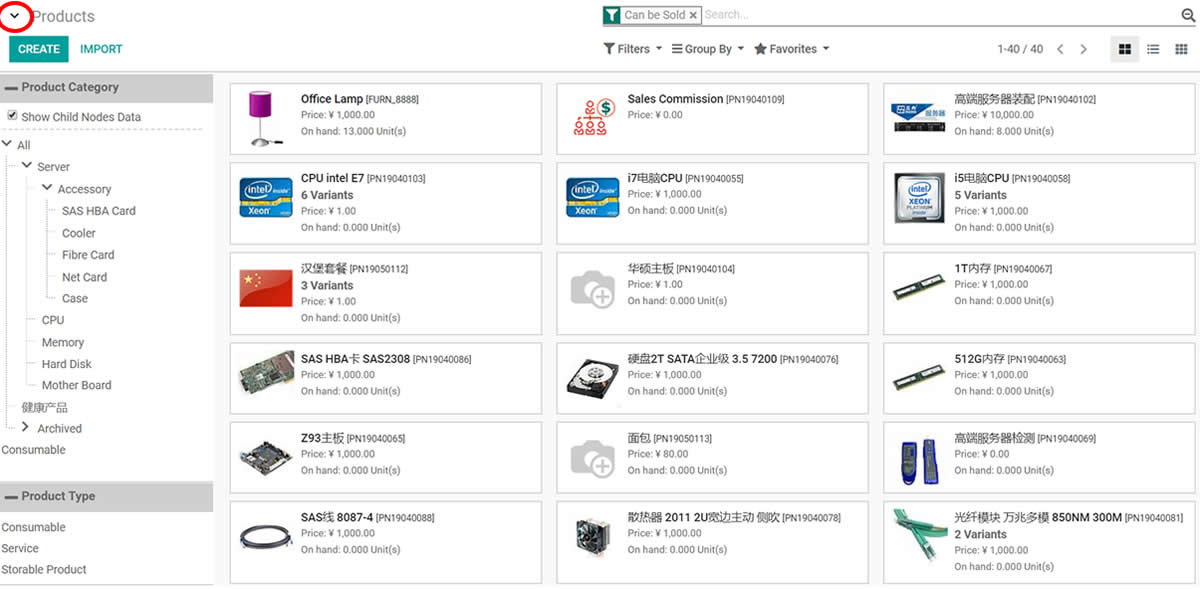 Products
Can be Sold ×
Search...
CREATE
IMPORT
Filters
Group By
Favorites
1-40 / 40
Product Category
Show Child Nodes Data
All
Server
Accessory
SAS HBA Card
Cooler
Fibre Card
Net Card
Case
CPU
Memory
Hard Disk
Mother Board
健康产品
Archived
Consumable
Product Type
Consumable
Service
Storable Product
Office Lamp [FURN_8888]
Price: ¥ 1,000.00
On hand: 13.000 Unit(s)
Sales Commission [PN19040109]
Price: ¥ 0.00
高端服务器装配 [PN19040102]
Price: ¥ 10,000.00
On hand: 8.000 Unit(s)
服务器
CPU intel E7 [PN19040103]
6 Variants
Price: ¥ 1.00
On hand: 0.000 Unit(s)
intel inside
Xeon
i7电脑CPU [PN19040055]
Price: ¥ 1,000.00
On hand: 0.000 Unit(s)
intel inside
Xeon
i5电脑CPU [PN19040058]
5 Variants
Price: ¥ 1,000.00
On hand: 0.000 Unit(s)
intel
XEON
PLATINUM
inside
汉堡套餐 [PN19050112]
3 Variants
Price: ¥ 1.00
On hand: 0.000 Unit(s)
华硕主板 [PN19040104]
Price: ¥ 1.00
On hand: 0.000 Unit(s)
1T内存 [PN19040067]
Price: ¥ 1,000.00
On hand: 0.000 Unit(s)
SAS HBA卡 SAS2308 [PN19040086]
Price: ¥ 1,000.00
On hand: 0.000 Unit(s)
硬盘2T SATA企业级 3.5 7200 [PN19040076]
Price: ¥ 1,000.00
On hand: 0.000 Unit(s)
512G内存 [PN19040063]
Price: ¥ 1,000.00
On hand: 0.000 Unit(s)
Z93主板 [PN19040065]
Price: ¥ 1,000.00
On hand: 0.000 Unit(s)
面包 [PN19050113]
Price: ¥ 80.00
On hand: 0.000 Unit(s)
高端服务器检测 [PN19040069]
Price: ¥ 0.00
On hand: 0.000 Unit(s)
SAS线 8087-4 [PN19040088]
Price: ¥ 1,000.00
On hand: 0.000 Unit(s)
散热器 2011 2U宽边主动 侧吹 [PN19040078]
Price: ¥ 1,000.00
On hand: 0.000 Unit(s)
光纤模块 万兆多模 850NM 300M [PN19040081]
2 Variants
Price: ¥ 1,000.00
On hand: 0.000 Unit(s)